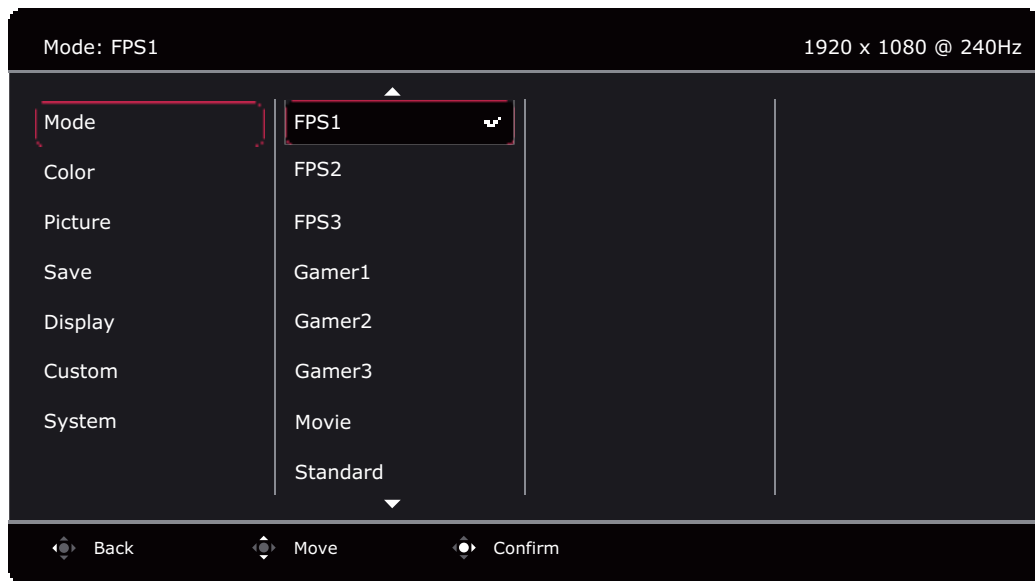 Mode: FPS1
1920 x 1080 @ 240Hz
Mode
Color
Picture
Save
Display
Custom
System
FPS1
FPS2
FPS3
Gamer1
Gamer2
Gamer3
Movie
Standard
Back
Move
Confirm